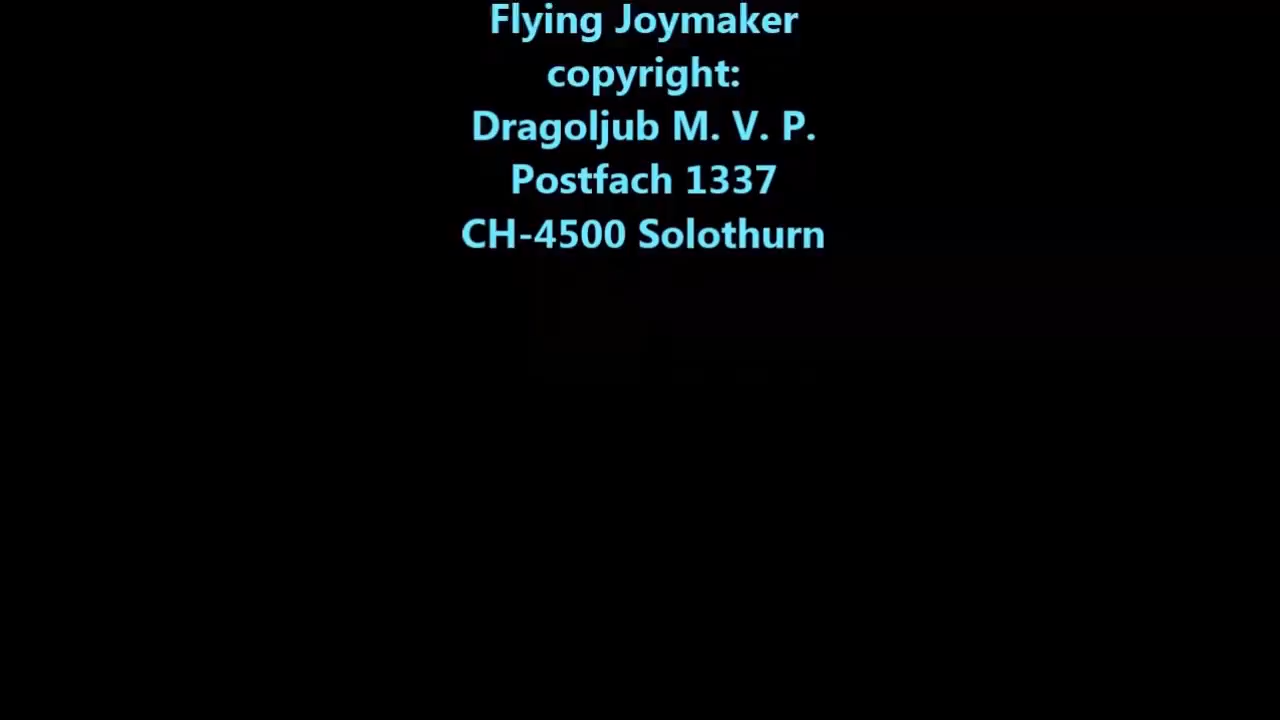 Flying Joymaker
copyright:
Dragoljub M. V. P.
Postfach 1337
CH-4500 Solothurn